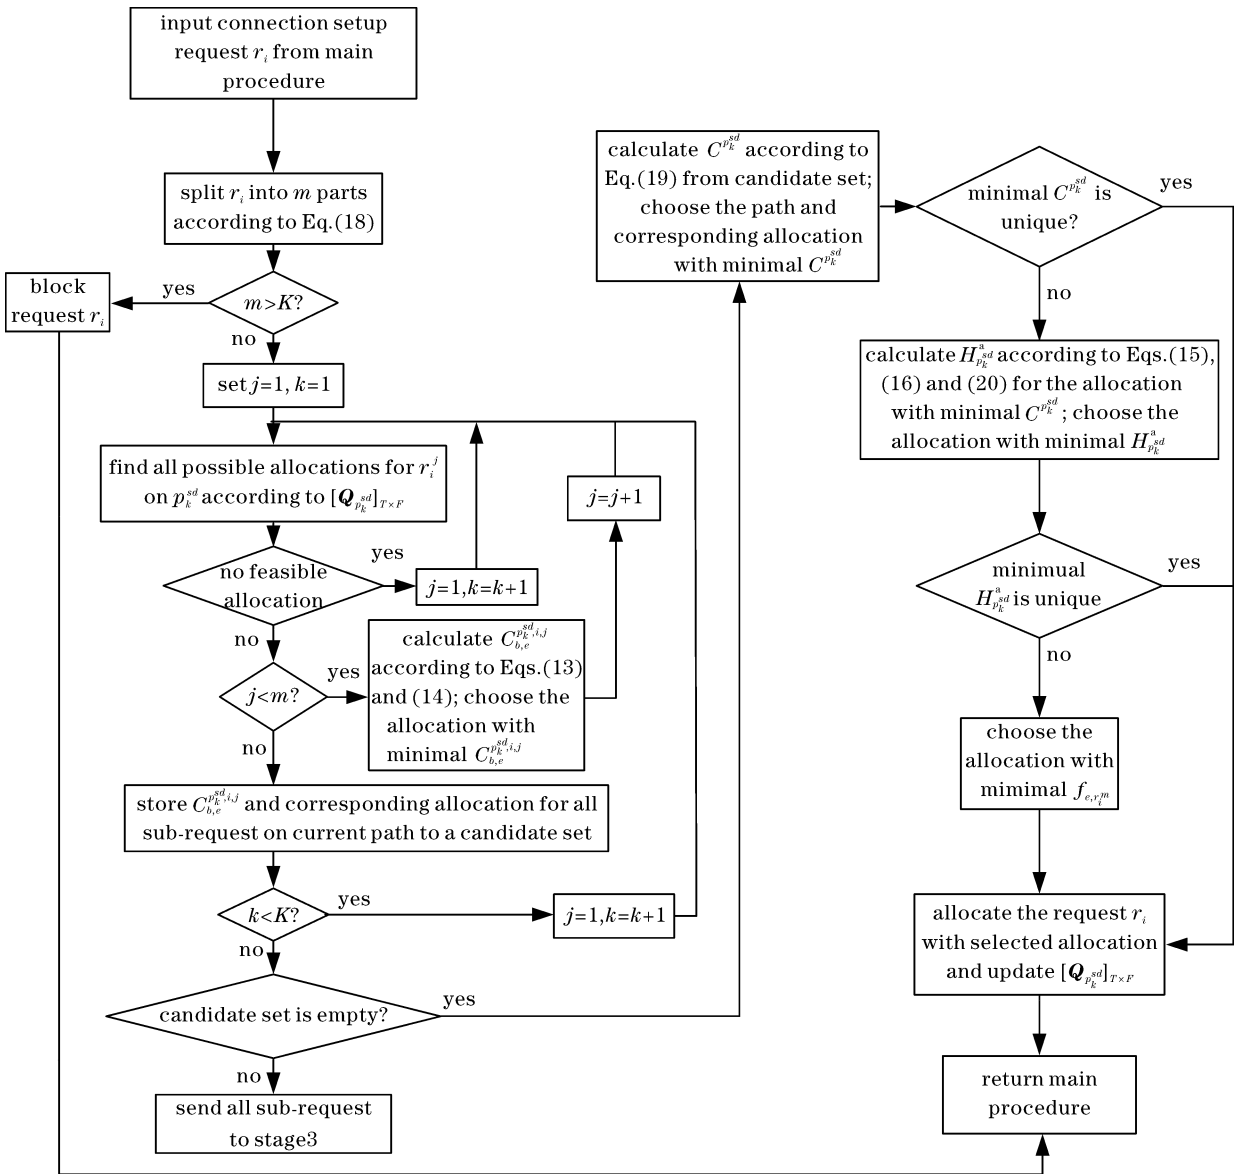 input connection setup
request r_i from main
procedure
split r_i into m parts
according to Eq.(18)
m>K?
yes
block
request r_i
no
set j=1, k=1
find all possible allocations for r_i^j
on p_k^{sd} according to [Q_{p_k^{sd}}]_{T×F}
no feasible
allocation
yes
j=1,k=k+1
j=j+1
no
j<m?
yes
calculate C_{b,e}^{p_k^{sd},i,j}
according to Eqs.(13)
and (14); choose the
allocation with
minimal C_{b,e}^{p_k^{sd},i,j}
no
store C_{b,e}^{p_k^{sd},i,j} and corresponding allocation for all
sub-request on current path to a candidate set
k<K?
yes
j=1,k=k+1
no
candidate set is empty?
yes
no
send all sub-request
to stage3
calculate C^{p_k^{sd}} according to
Eq.(19) from candidate set;
choose the path and
corresponding allocation
with minimal C^{p_k^{sd}}
minimal C^{p_k^{sd}} is
unique?
yes
no
calculate H_{p_k^{sd}}^a according to Eqs.(15),
(16) and (20) for the allocation
with minimal C^{p_k^{sd}}; choose the
allocation with minimal H_{p_k^{sd}}^a
minimual
H_{p_k^{sd}}^a is unique
yes
no
choose the
allocation with
mimimal f_{e,r_i^m}
allocate the request r_i
with selected allocation
and update [Q_{p_k^{sd}}]_{T×F}
return main
procedure